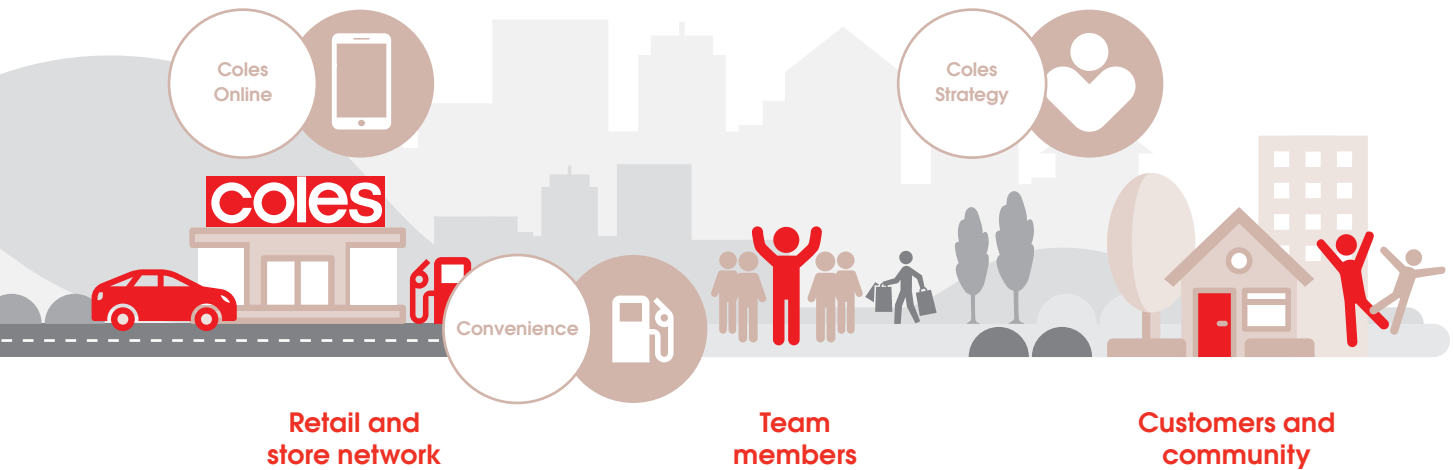 Coles
Online
Coles
Strategy
coles
Convenience
Retail and
store network
Team
members
Customers and
community